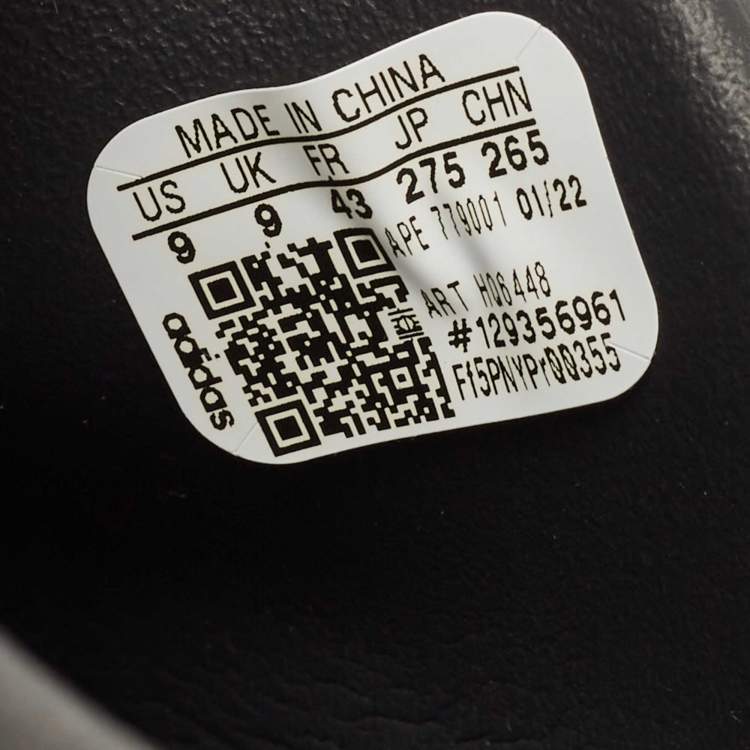 MADE IN CHINA
US UK FR JP CHN
9 9 43 275 265
APE 779001 01/22
ART H06448
#129356961
Ff5PNYPr00355
adidas